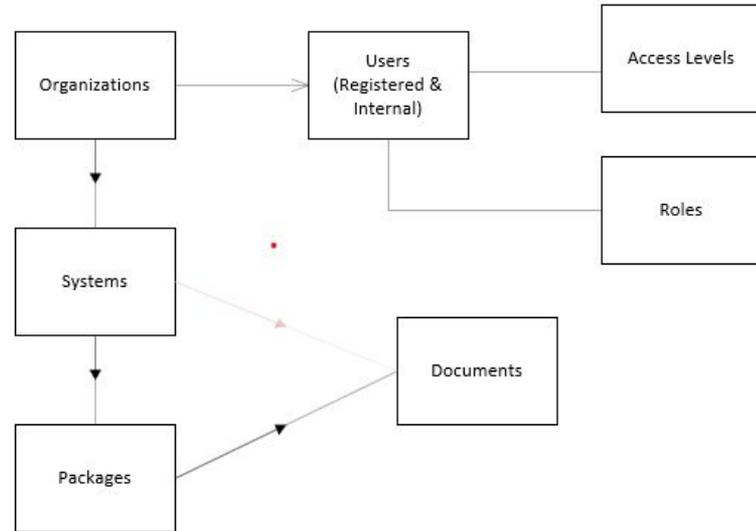 Organizations
Users
(Registered &
Internal)
Access Levels
Roles
Systems
Documents
Packages